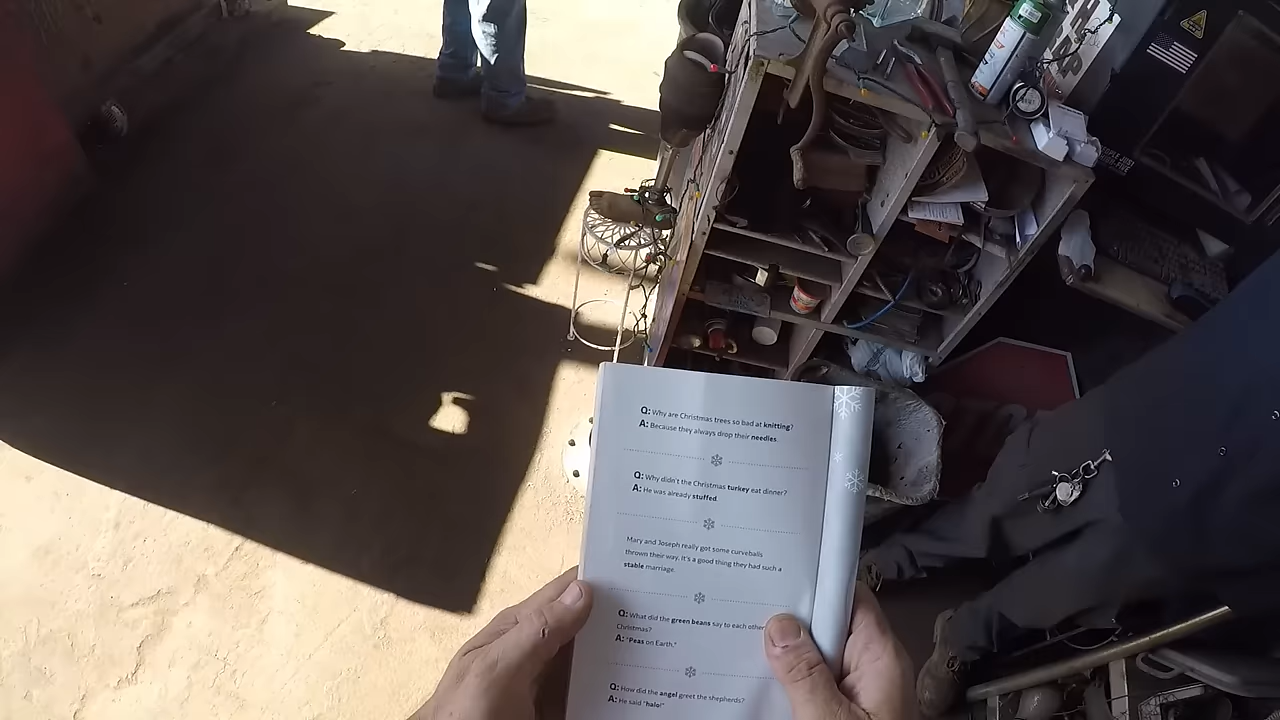 Q: Why are Christmas trees so bad at knitting?
A: Because they always drop their needles.
Q: Why didn't the Christmas turkey eat dinner?
A: He was already stuffed.
Mary and Joseph really got some curveballs
thrown their way. It's a good thing they had such a
stable marriage.
Q: What did the green beans say to each other
Christmas?
A: "Peas on Earth."
Q: How did the angel greet the shepherds?
A: He said "halo!"